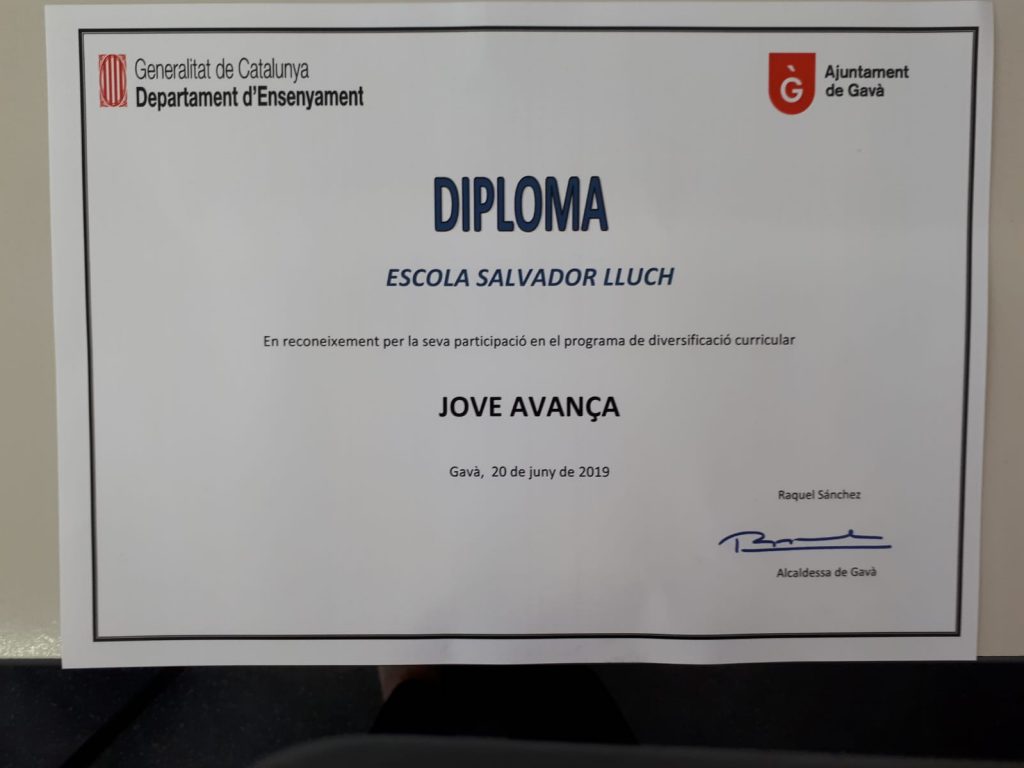 Generalitat de Catalunya
Departament d'Ensenyament
Ġ
Ajuntament
de Gavà
DIPLOMA
ESCOLA SALVADOR LLUCH
En reconeixement per la seva participació en el programa de diversificació curricular
JOVE AVANÇA
Gavà, 20 de juny de 2019
Raquel Sánchez
Alcaldessa de Gavà